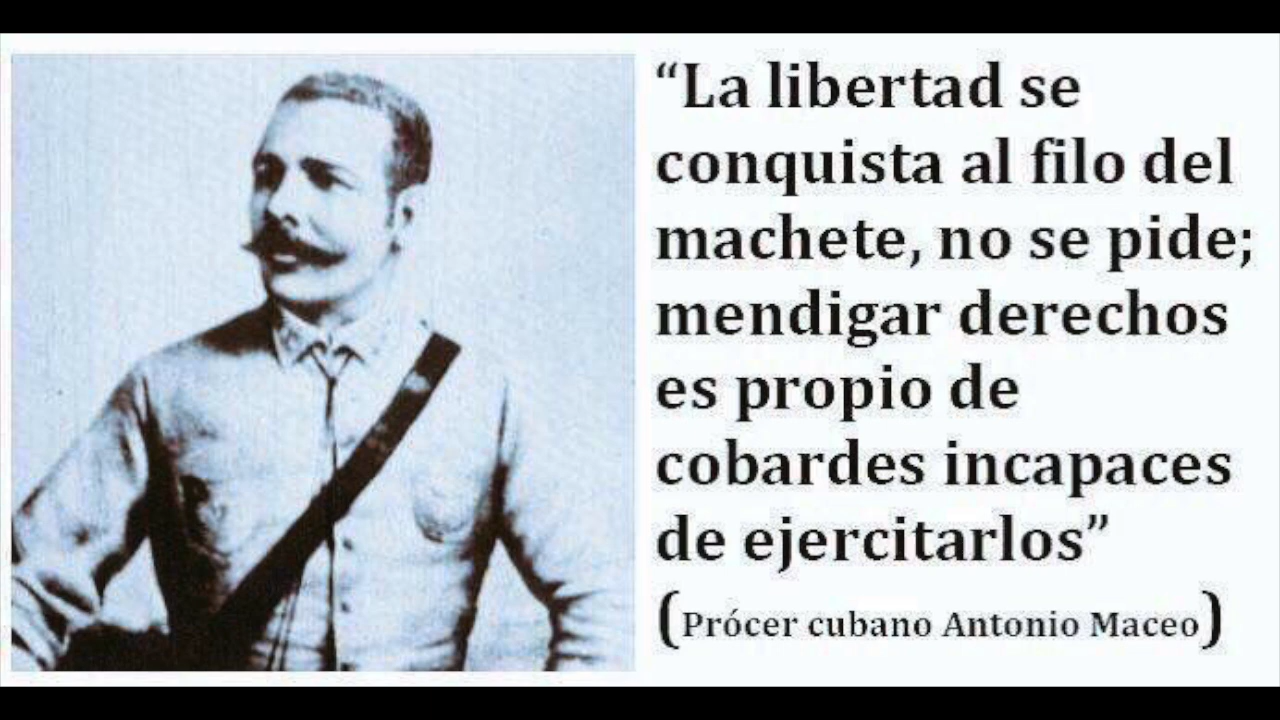 “La libertad se
conquista al filo del
machete, no se pide;
mendigar derechos
es propio de
cobardes incapaces
de ejercitarlos”
(Prócer cubano Antonio Maceo)